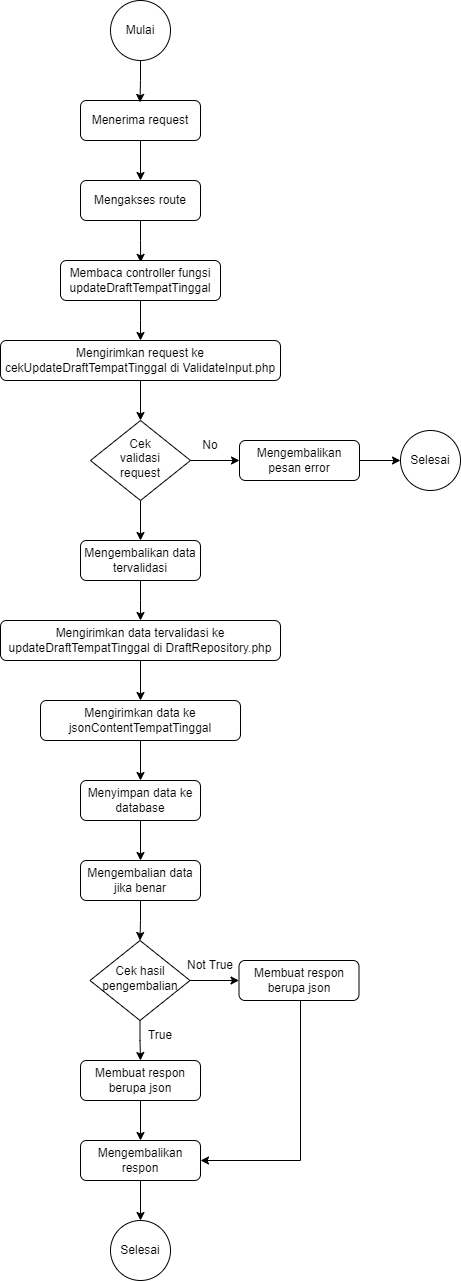 Mulai
Menerima request
Mengakses route
Membaca controller fungsi
updateDraftTempatTinggal
Mengirimkan request ke
cekUpdateDraftTempatTinggal di ValidateInput.php
Cek
validasi
request
No
Mengembalikan
pesan error
Selesai
Mengembalikan data
tervalidasi
Mengirimkan data tervalidasi ke
updateDraftTempatTinggal di DraftRepository.php
Mengirimkan data ke
jsonContentTempatTinggal
Menyimpan data ke
database
Mengembalian data
jika benar
Cek hasil
pengembalian
Not True
Membuat respon
berupa json
True
Membuat respon
berupa json
Mengembalikan
respon
Selesai